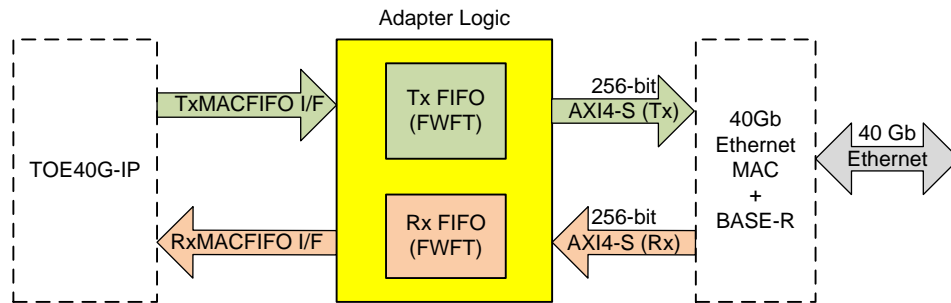 Adapter Logic
TOE40G-IP
TxMACFIFO I/F
Tx FIFO
(FWFT)
256-bit
AXI4-S (Tx)
RxMACFIFO I/F
Rx FIFO
(FWFT)
256-bit
AXI4-S (Rx)
40Gb
Ethernet
MAC
+
BASE-R
40 Gb
Ethernet